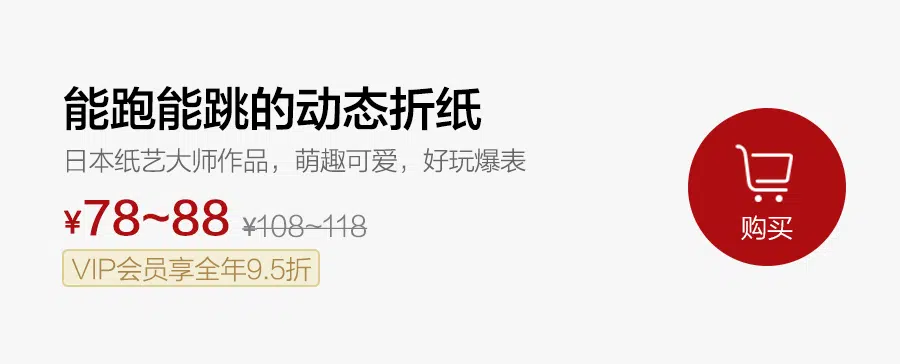 能跑能跳的动态折纸
日本纸艺大师作品，萌趣可爱，好玩爆表
¥78~88 ¥108~118
VIP会员享全年9.5折
购买